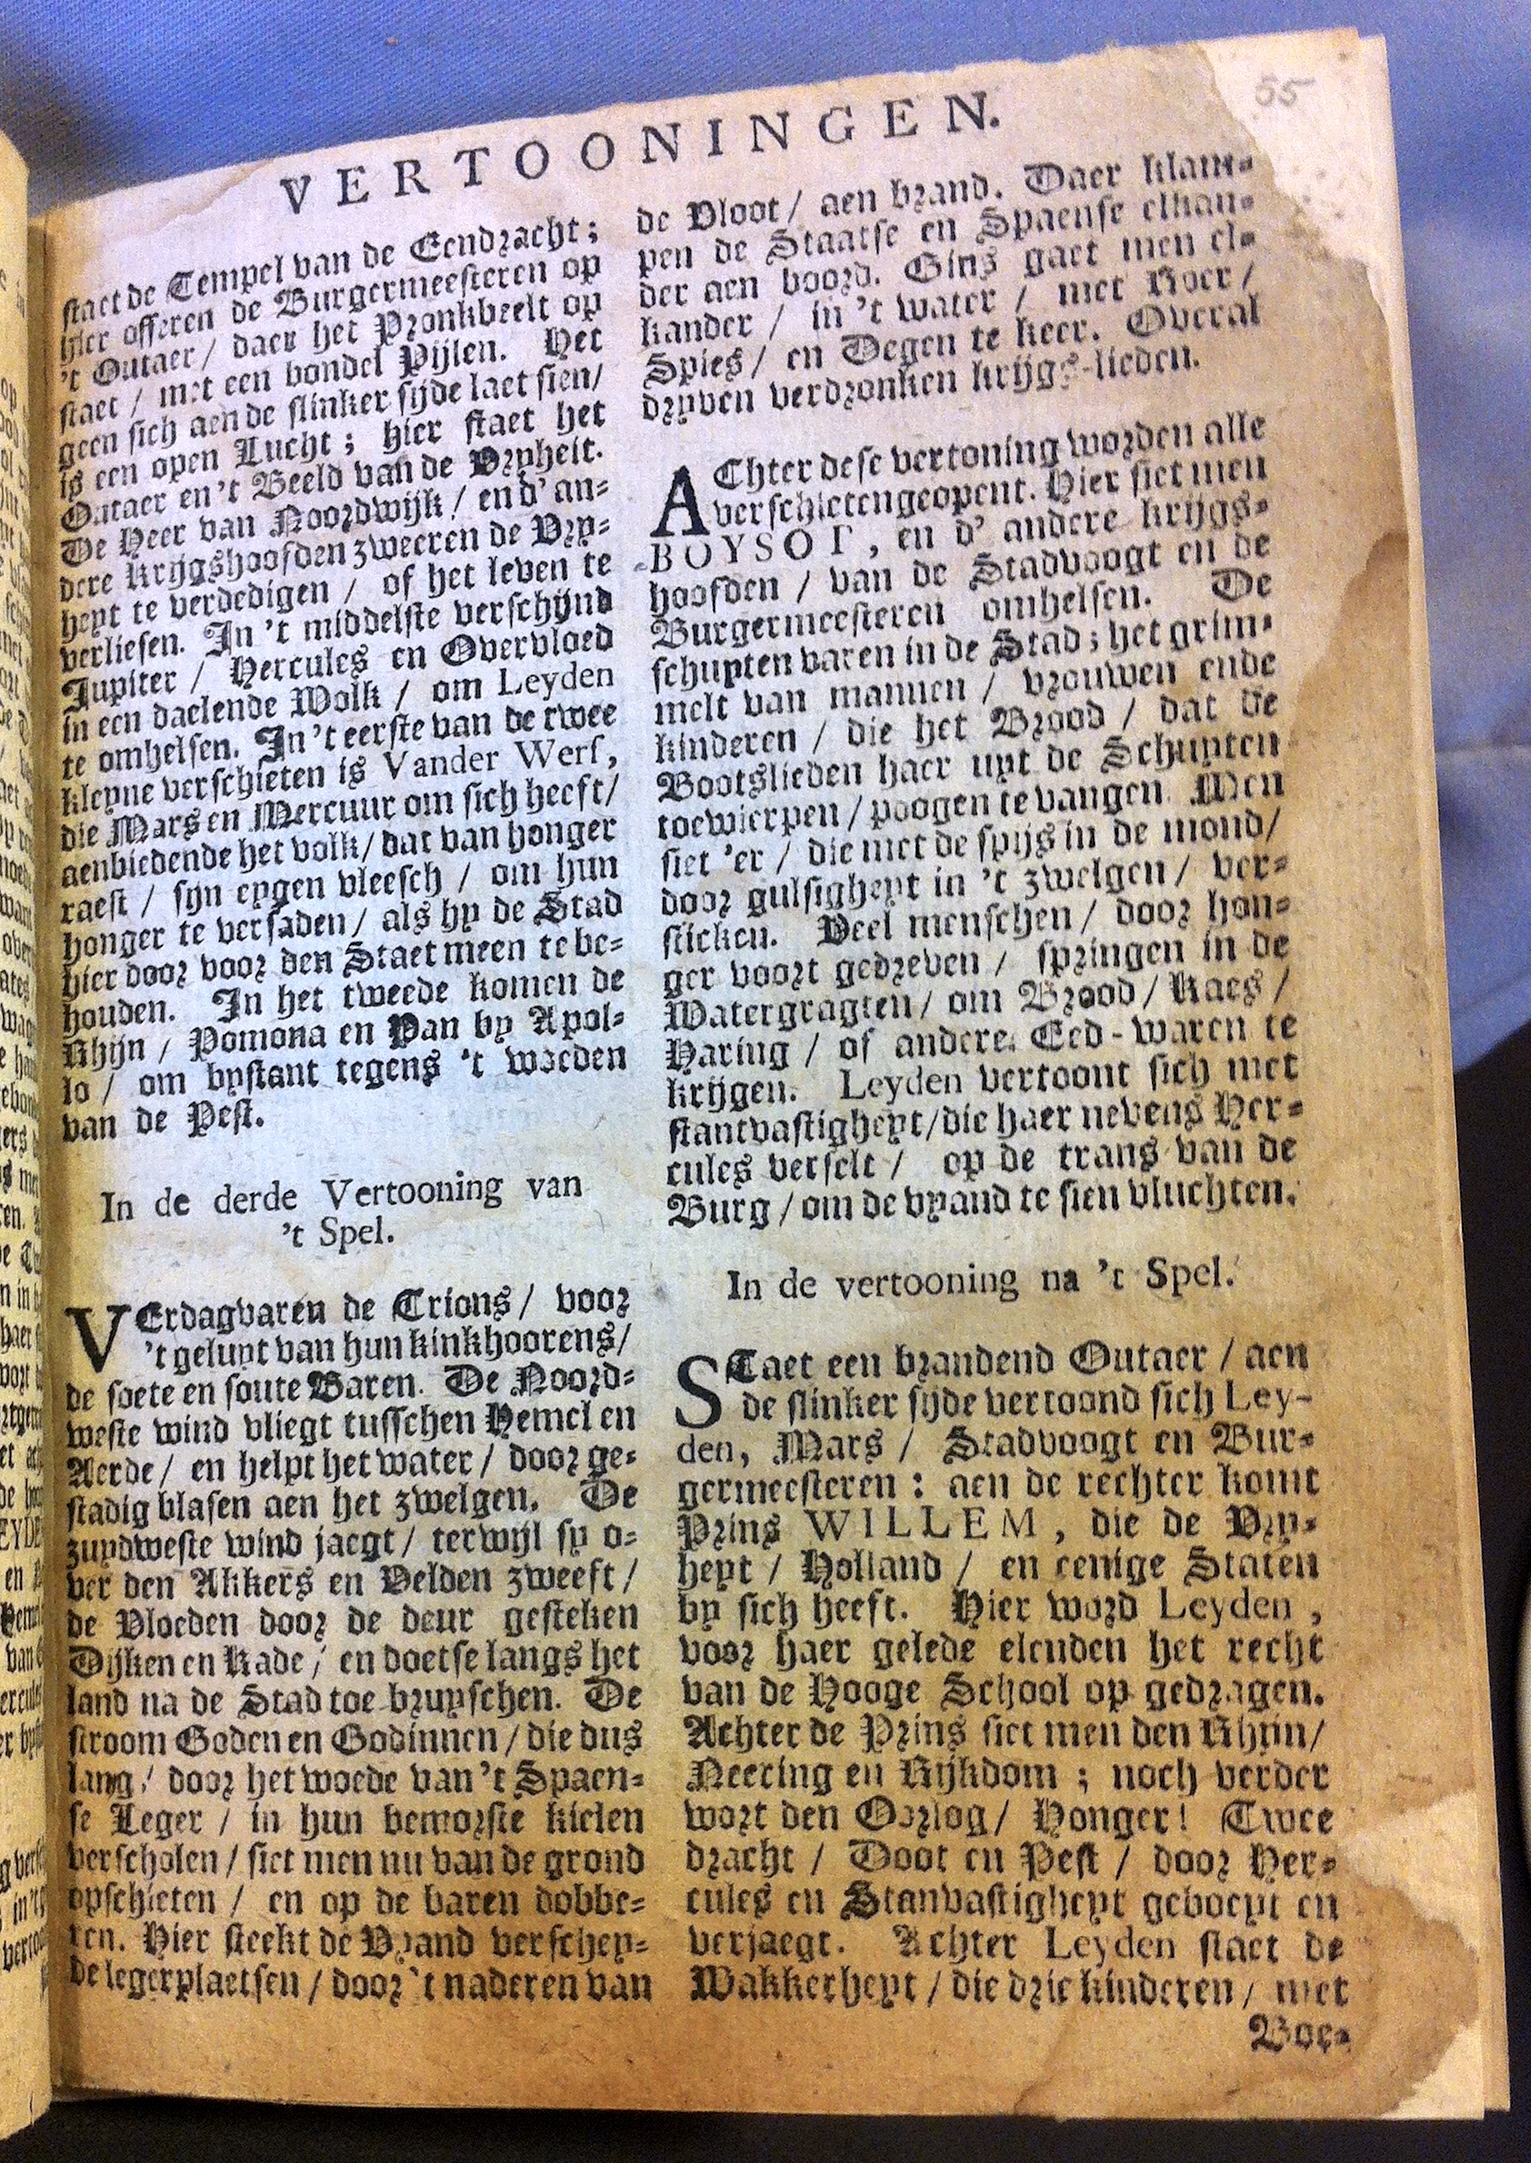 55
VERTOONINGEN.
staet de Tempel van de Eendracht;
hier offeren de Burgermeesteren op
't Outaer / daer het Pronkbeelt op
staet / met een bondel Pijlen. Het
geen sich aen de slinker sijde laet sien /
is een open Lucht; hier staet het
Outaer en 't Beeld van de Vryheit.
De Heer van Noordwijk / en d' an-
dere Krijgshoofden zweeren de Vry-
heyt te verdedigen / of het leven te
verliesen. In 't middelste verschijnd
Jupiter / Hercules en Overvloed
in een daelende Wolk / om Leyden
te omhelsen. In 't eerste van de twee
kleyne verschieten is Vander Werf,
die Mars en Mercuur om sich heeft /
aenbiedende het volk / dat van honger
raest / sijn eygen vleesch / om hun
honger te versaden / als hy de Stad
hier door voor den Staet meen te be-
houden. In het tweede komen de
Rhijn / Pomona en Pan by Apol-
lo / om bystant tegens 't woeden
van de Pest.
In de derde Vertooning van
't Spel.
VErdagvaren de Trions / voor
't geluyt van hun kinkhoorens /
de soete en soute Baren. De Noord-
weste wind vliegt tusschen Hemel en
Aerde / en helpt het water / door ge-
stadig blasen aen het zwelgen. De
zuydweste wind jaegt / terwijl sy o-
ver den Akkers en Velden zweeft /
de Vloeden door de deur gesteken
Dijken en Kade / en doetse langs het
land na de Stad toe bruyschen. De
stroom Goden en Godinnen / die dus
lang / door het woede van 't Spaen-
se Leger / in hun bemorste kielen
verscholen / siet men nu van de grond
opschieten / en op de baren dobbe-
ren. Hier steekt de Vyand verschey-
de legerplaetsen / door 't naderen van
de Vloot / aen brand. Daer klam-
pen de Staatse en Spaense elkan-
der aen boord. Gins gaet men el-
kander / in 't water / met Roer /
Spies / en Degen te keer. Overal
dryven verdronken krijgs-lieden.
AChter dese vertoning worden alle
verschieten geopent. Hier siet men
BOYSOT, en d' andere krijgs-
hoofden / van de Stadvoogt en de
Burgermeesteren omhelsen. De
schuyten varen in de Stad; het grim-
melt van mannen / vrouwen ende
kinderen / die het Brood / dat de
Bootslieden haer uyt de Schuyten
toewierpen / poogen te vangen. Men
siet 'er / die met de spijs in de mond /
door gulsigheyt in 't zwelgen / ver-
sticken. Veel menschen / door hon-
ger voort gedreven / springen in de
Watergragten / om Brood / Kaes /
Haring / of andere Eed-waren te
krijgen. Leyden vertoont sich met
stantvastigheyt / die haer nevens Her-
cules verselt / op de trans van de
Burg / om de vyand te sien vluchten.
In de vertooning na 't Spel.
STaet een brandend Outaer / aen
de slinker sijde vertoond sich Ley-
den, Mars / Stadvoogt en Bur-
germeesteren : aen de rechter komt
Prins WILLEM, die de Vry-
heyt / Holland / en eenige Staten
by sich heeft. Hier word Leyden,
voor haer gelede elenden het recht
van de Hooge School op gedragen.
Achter de Prins siet men den Rhyn /
Neering en Rijkdom ; noch verder
wort den Oorlog / Honger! Twee
dracht / Doot en Pest / door Her-
cules en Stanvastigheyt geboeyt en
verjaegt. Achter Leyden staet de
Wakkerheyt / die drie kinderen / met
Boe-